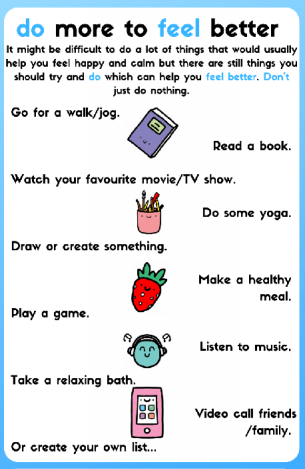 do more to feel better
It might be difficult to do a lot of things that would usually
help you feel happy and calm but there are still things you
should try and do which can help you feel better. Don't
just do nothing.
Go for a walk/jog.
Read a book.
Watch your favourite movie/TV show.
Do some yoga.
Draw or create something.
Make a healthy
meal.
Play a game.
Listen to music.
Take a relaxing bath.
Video call friends
/family.
Or create your own list...